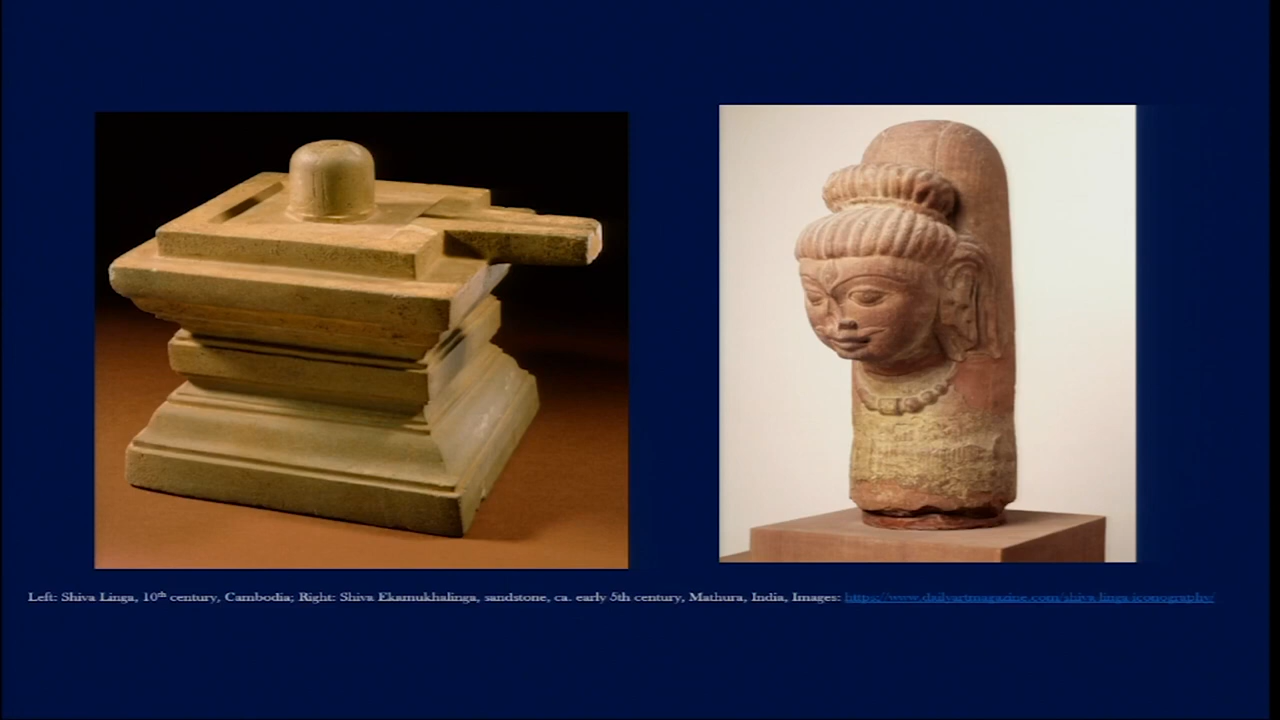 Left: Shiva Linga, 10th century, Cambodia; Right: Shiva Ekamukhalinga, sandstone, ca. early 5th century, Mathura, India, Images: https://www.dailyartmagazine.com/shiva-linga-iconography/